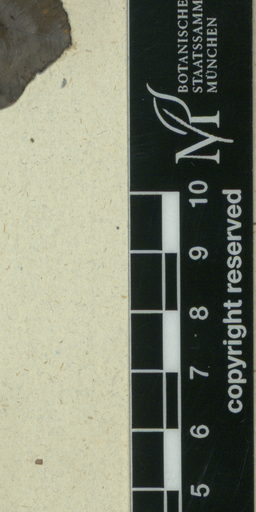 BOTANISCHE
STAATSSAMM
MÜNCHEN
M
10
9
8
7
6
5
copyright reserved